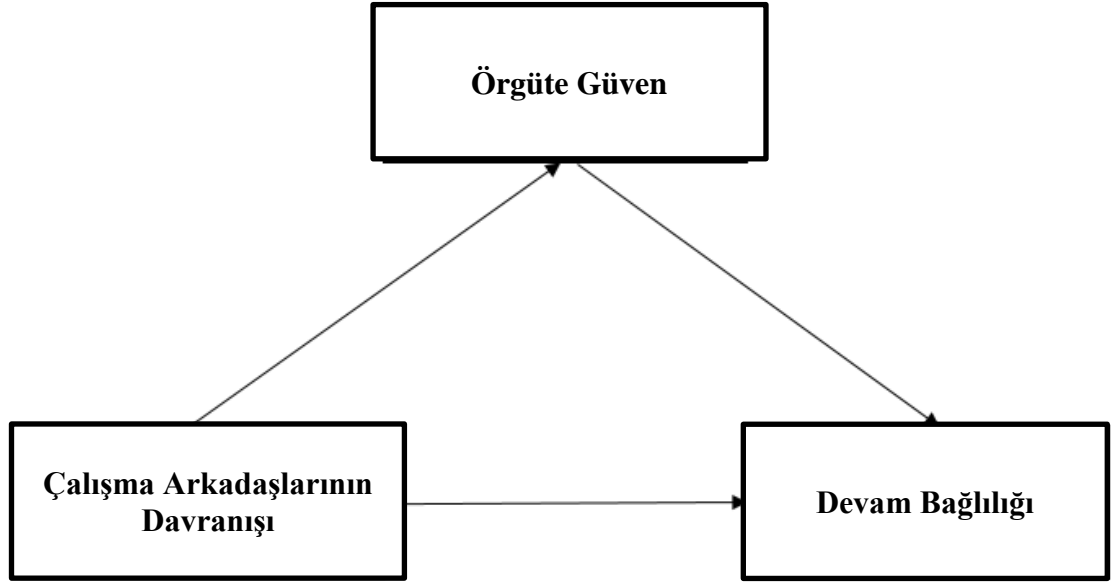 Örgüte Güven
Çalışma Arkadaşlarının
Davranışı
Devam Bağlılığı